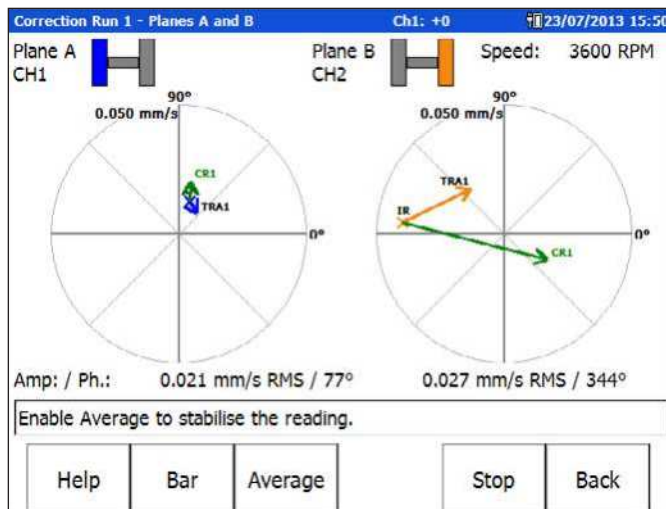 Correction Run 1 - Planes A and B Ch1: +0 23/07/2013 15:50
Plane A
CH1
Plane B
CH2
Speed: 3600 RPM
90°
0.050 mm/s
CR1
TRA1
0°
90°
0.050 mm/s
TRA1
IR
CR1
0°
Amp: / Ph.: 0.021 mm/s RMS / 77° 0.027 mm/s RMS / 344°
Enable Average to stabilise the reading.
Help Bar Average Stop Back